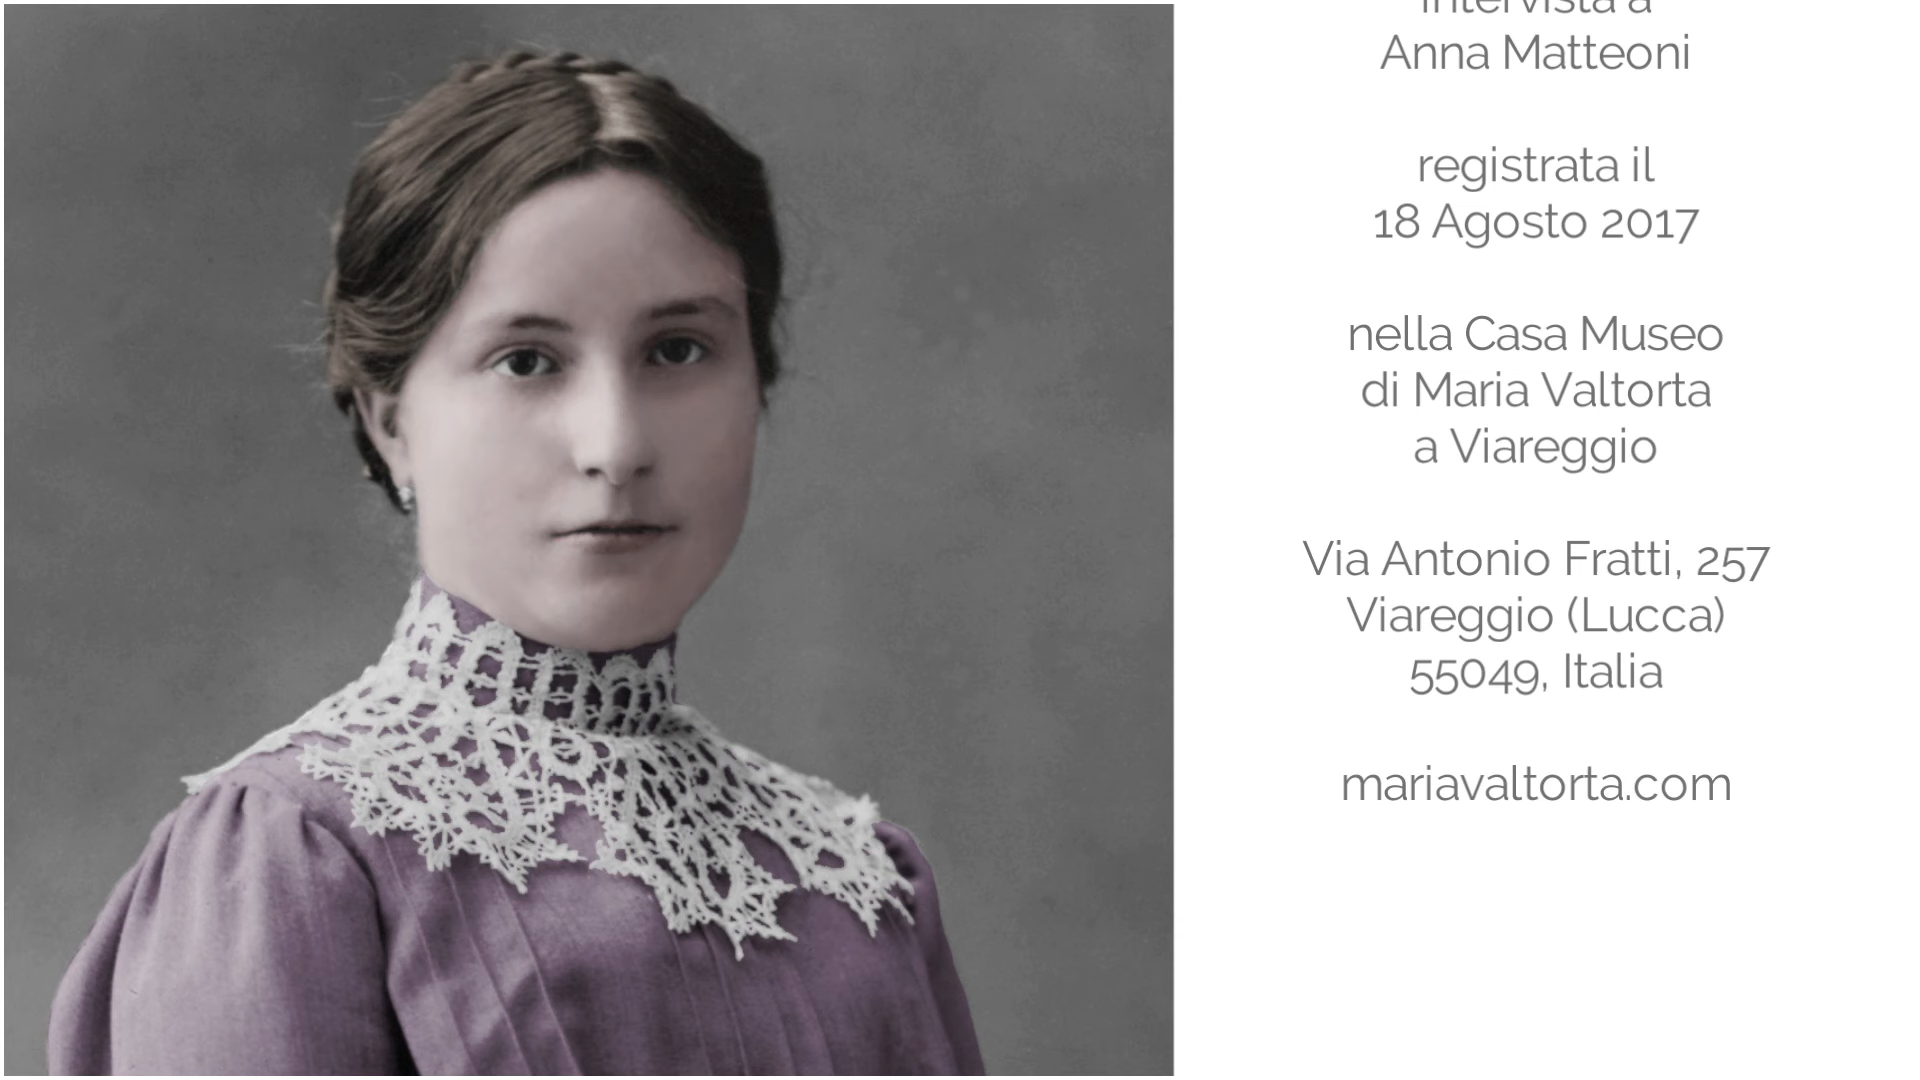 intervista a
Anna Matteoni
registrata il
18 Agosto 2017
nella Casa Museo
di Maria Valtorta
a Viareggio
Via Antonio Fratti, 257
Viareggio (Lucca)
55049, Italia
mariavaltorta.com